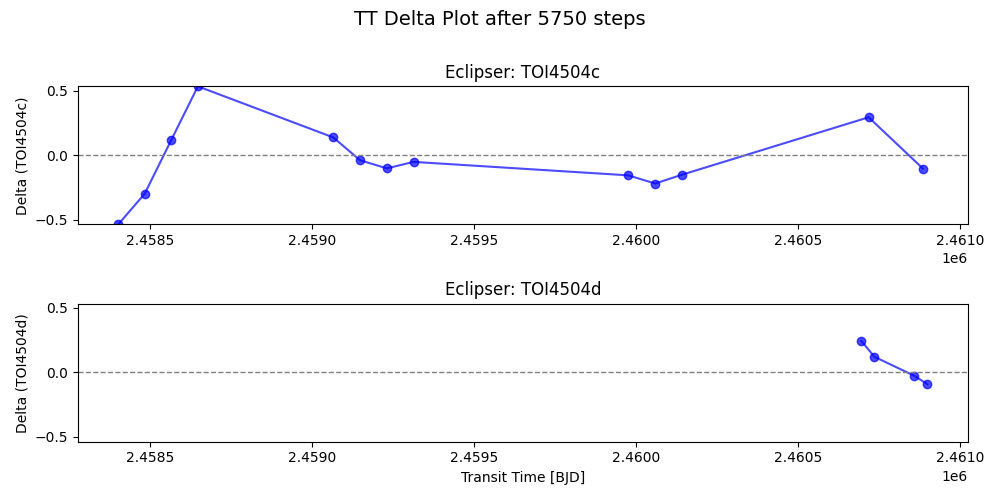 TT Delta Plot after 5750 steps
Eclipser: TOI4504c
Delta (TOI4504c)
0.5
0.0
−0.5
2.4585 2.4590 2.4595 2.4600 2.4605 2.4610
1e6
Eclipser: TOI4504d
Delta (TOI4504d)
0.5
0.0
−0.5
2.4585 2.4590 2.4595 2.4600 2.4605 2.4610
1e6
Transit Time [BJD]